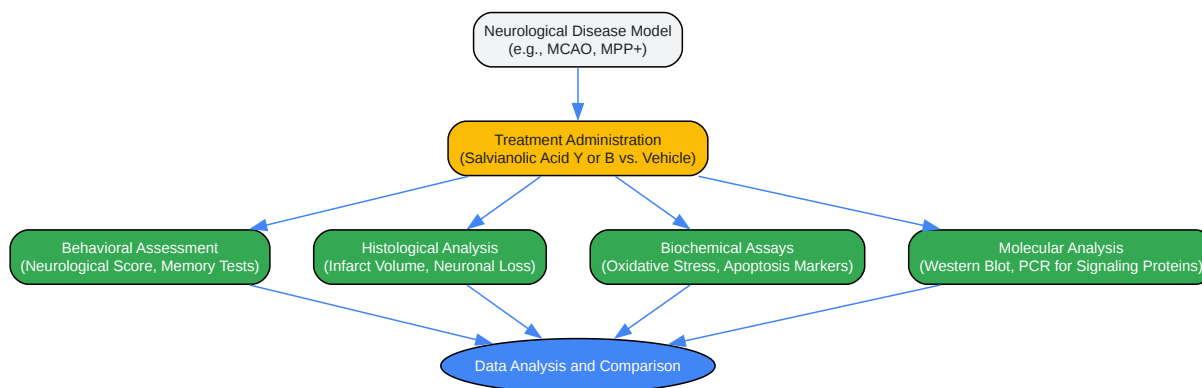 Neurological Disease Model
(e.g., MCAO, MPP+)
Treatment Administration
(Salvianolic Acid Y or B vs. Vehicle)
Behavioral Assessment
(Neurological Score, Memory Tests)
Histological Analysis
(Infarct Volume, Neuronal Loss)
Biochemical Assays
(Oxidative Stress, Apoptosis Markers)
Molecular Analysis
(Western Blot, PCR for Signaling Proteins)
Data Analysis and Comparison